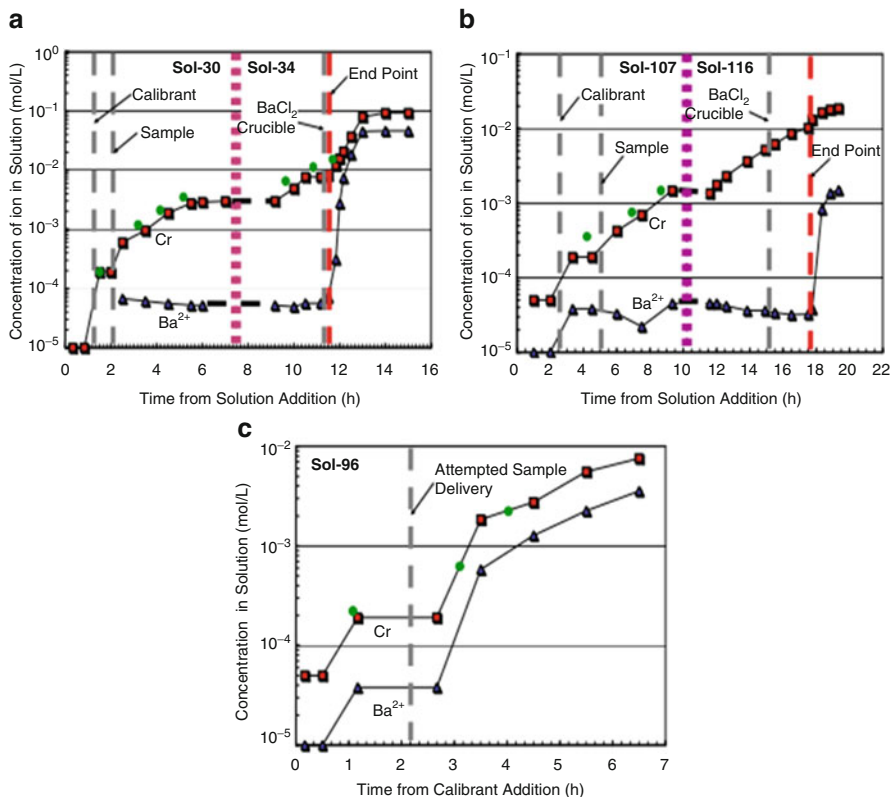 a
Concentration of ion in Solution (mol/L)
10⁰
10⁻¹
10⁻²
10⁻³
10⁻⁴
10⁻⁵
Sol-30
Sol-34
Calibrant
Sample
BaCl₂
Crucible
End Point
Cr
Ba²⁺
0 2 4 6 8 10 12 14 16
Time from Solution Addition (h)
b
Concentration of ion in Solution (mol/L)
10⁻¹
10⁻²
10⁻³
10⁻⁴
10⁻⁵
Sol-107
Sol-116
Calibrant
Sample
BaCl₂
Crucible
End Point
Cr
Ba²⁺
0 2 4 6 8 10 12 14 16 18 20 22
Time from Solution Addition (h)
c
Concentration in Solution (mol/L)
10⁻²
10⁻³
10⁻⁴
10⁻⁵
Sol-96
Attempted Sample
Delivery
Cr
Ba²⁺
0 1 2 3 4 5 6 7
Time from Calibrant Addition (h)